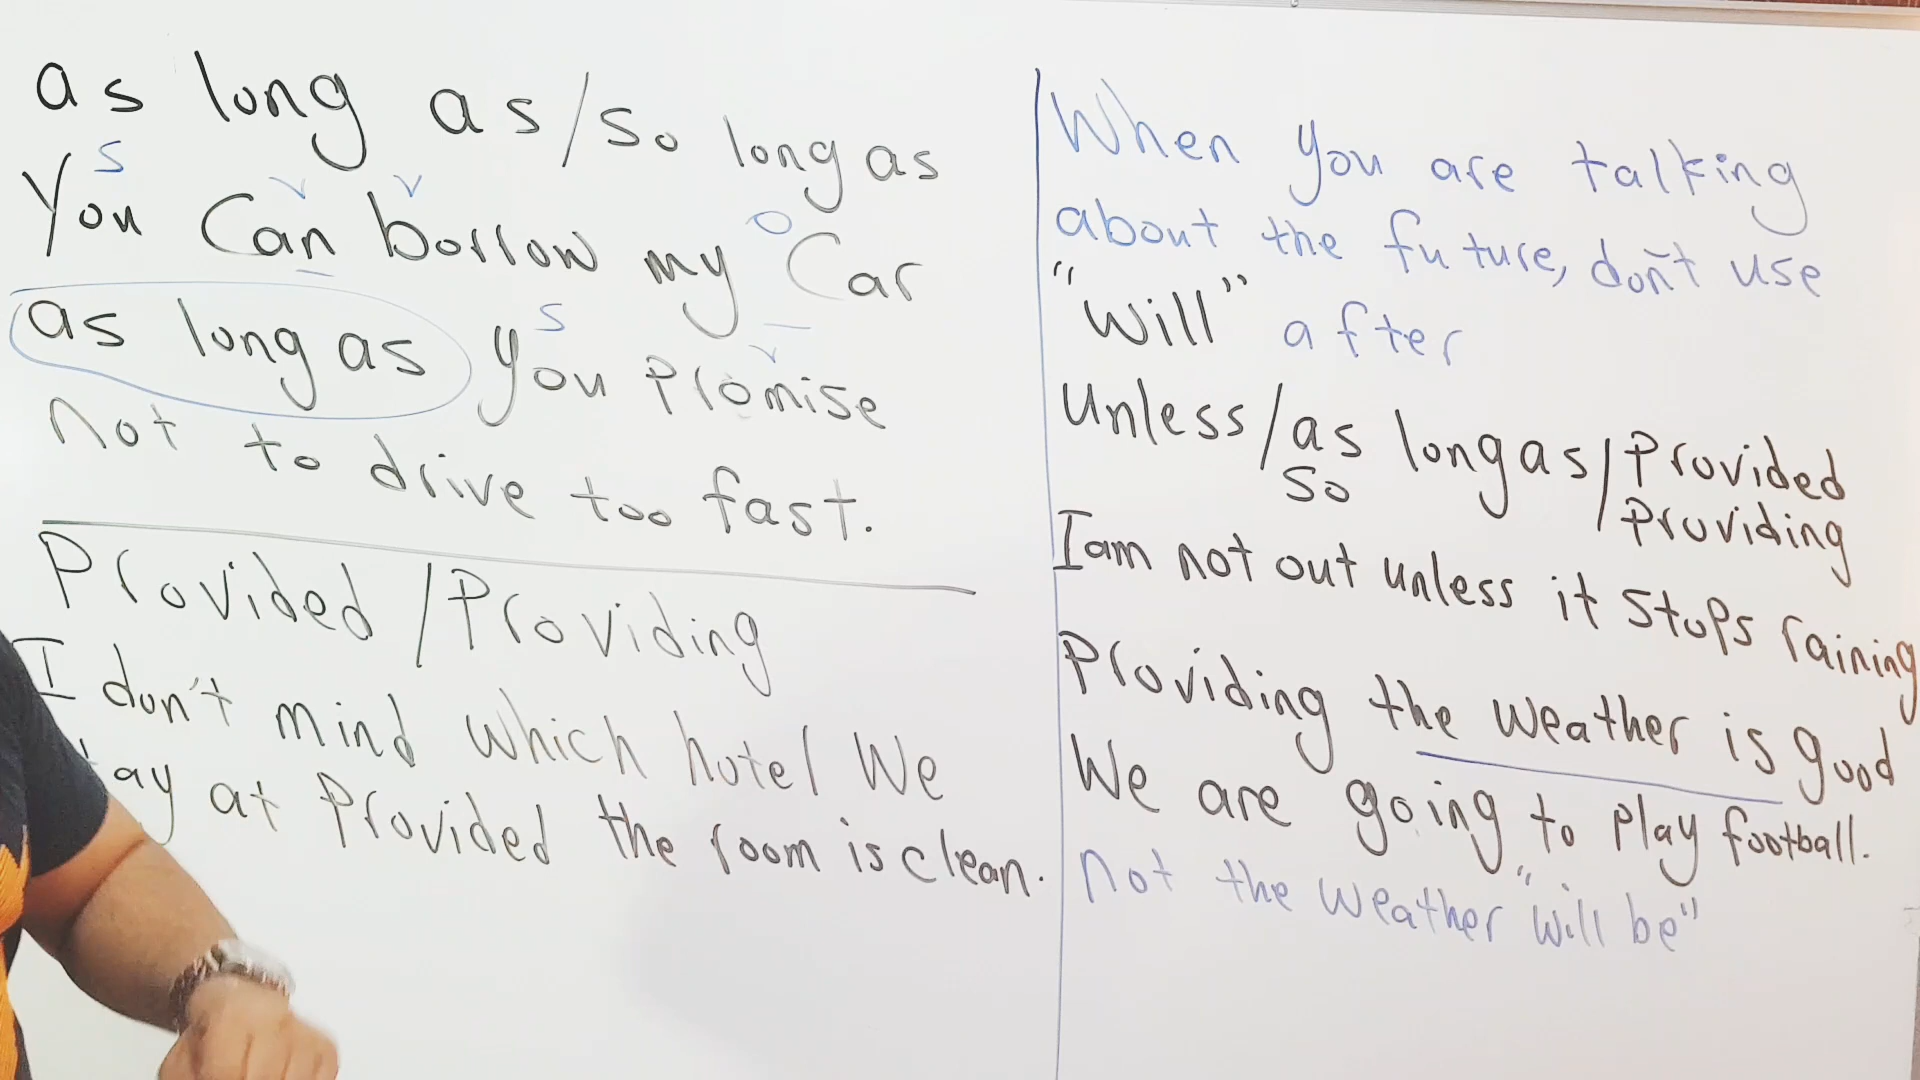 as long as/so long as
S
v v
You Can borrow my Car
O
as long as you promise
S
v
not to drive too fast.
Provided/Providing
I don't mind which hotel We
ay at Provided the room is clean.
When you are talking
about the future, don't use
"will" after
unless/as long as/Provided
so Providing
I am not out unless it stops raining
Providing the weather is good
We are going to play football.
not the weather "will be"